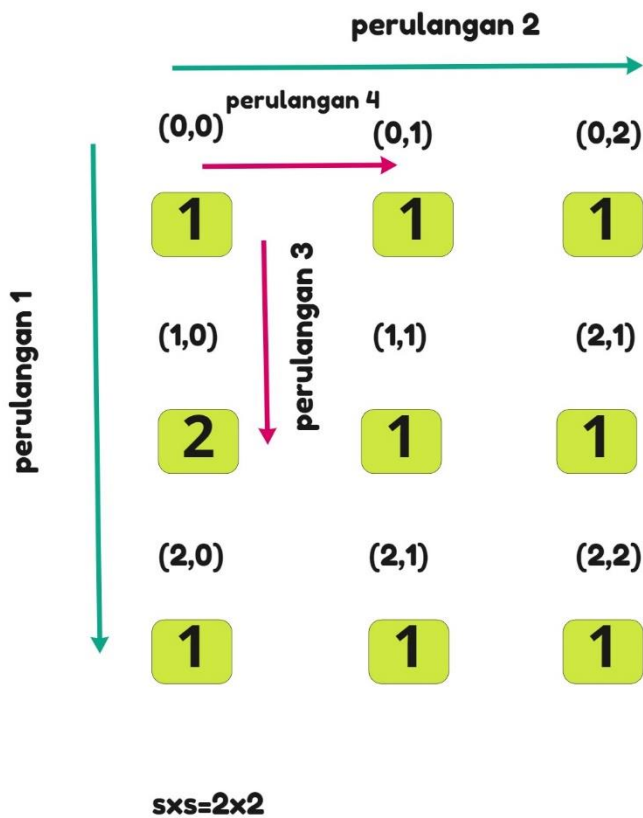 perulangan 2
perulangan 4
(0,0) (0,1) (0,2)
1 1 1
perulangan 1
perulangan 3
(1,0) (1,1) (2,1)
2 1 1
(2,0) (2,1) (2,2)
1 1 1
sxs=2x2